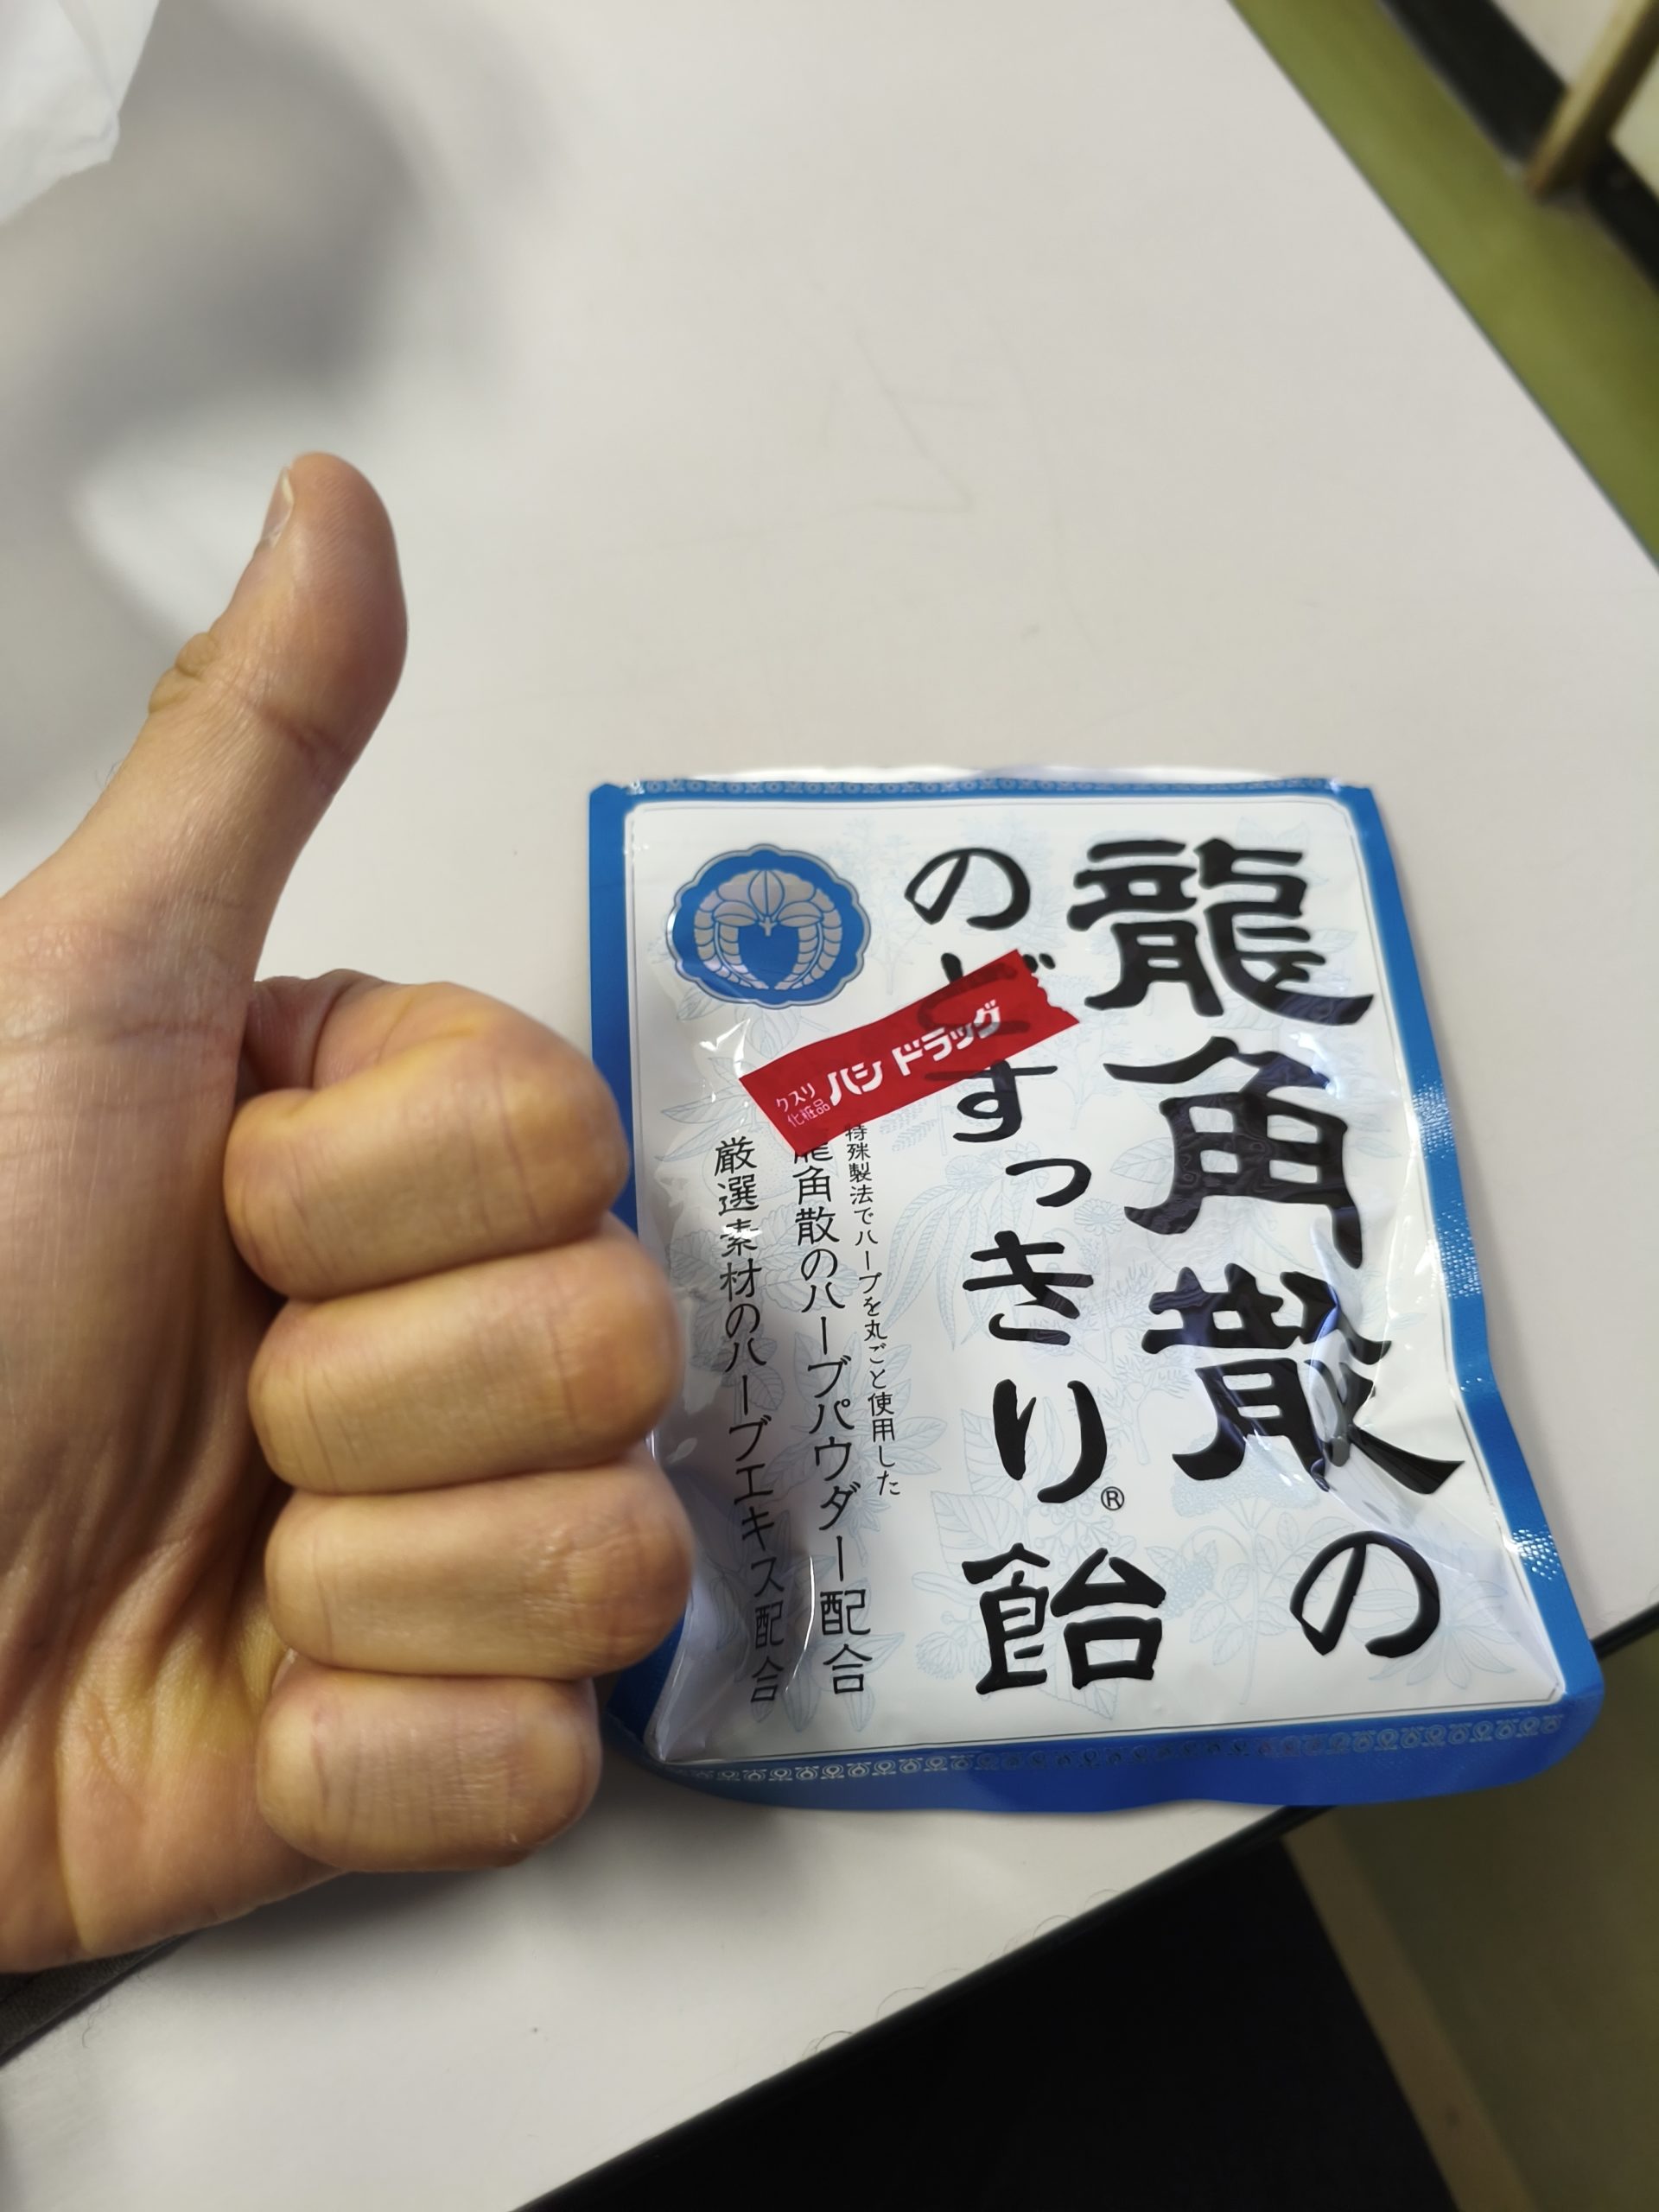 龍角散の
のどすっきり®飴
特殊製法でハーブを丸ごと使用した
龍角散のハーブパウダー配合
厳選素材のハーブエキス配合
クスリ
化粧品
ハシドラッグ